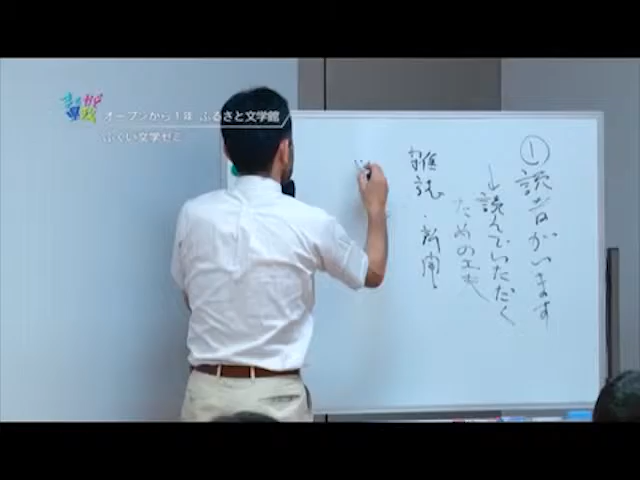 オープンから1年 ふるさと文学館
ふくい文学ゼミ
① 読者がいます
↓読んでいただく
ための工夫
雑誌・新聞